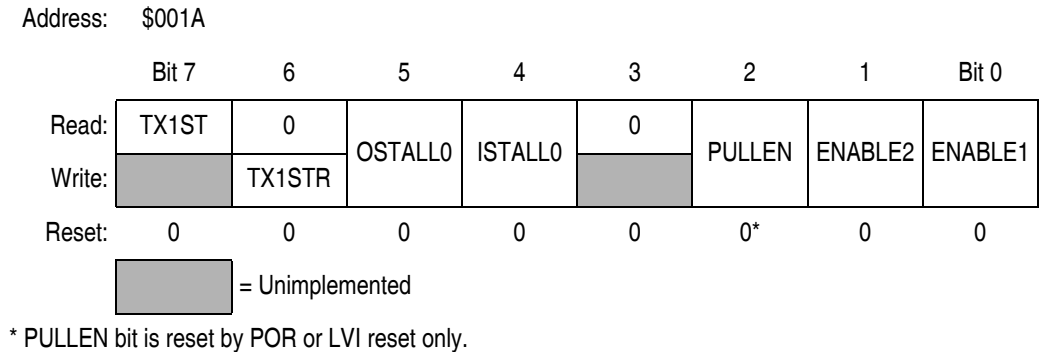 Address: $001A
Bit 7 6 5 4 3 2 1 Bit 0
Read: TX1ST 0 OSTALL0 ISTALL0 0 PULLEN ENABLE2 ENABLE1
Write: TX1STR
Reset: 0 0 0 0 0 0* 0 0
= Unimplemented
* PULLEN bit is reset by POR or LVI reset only.